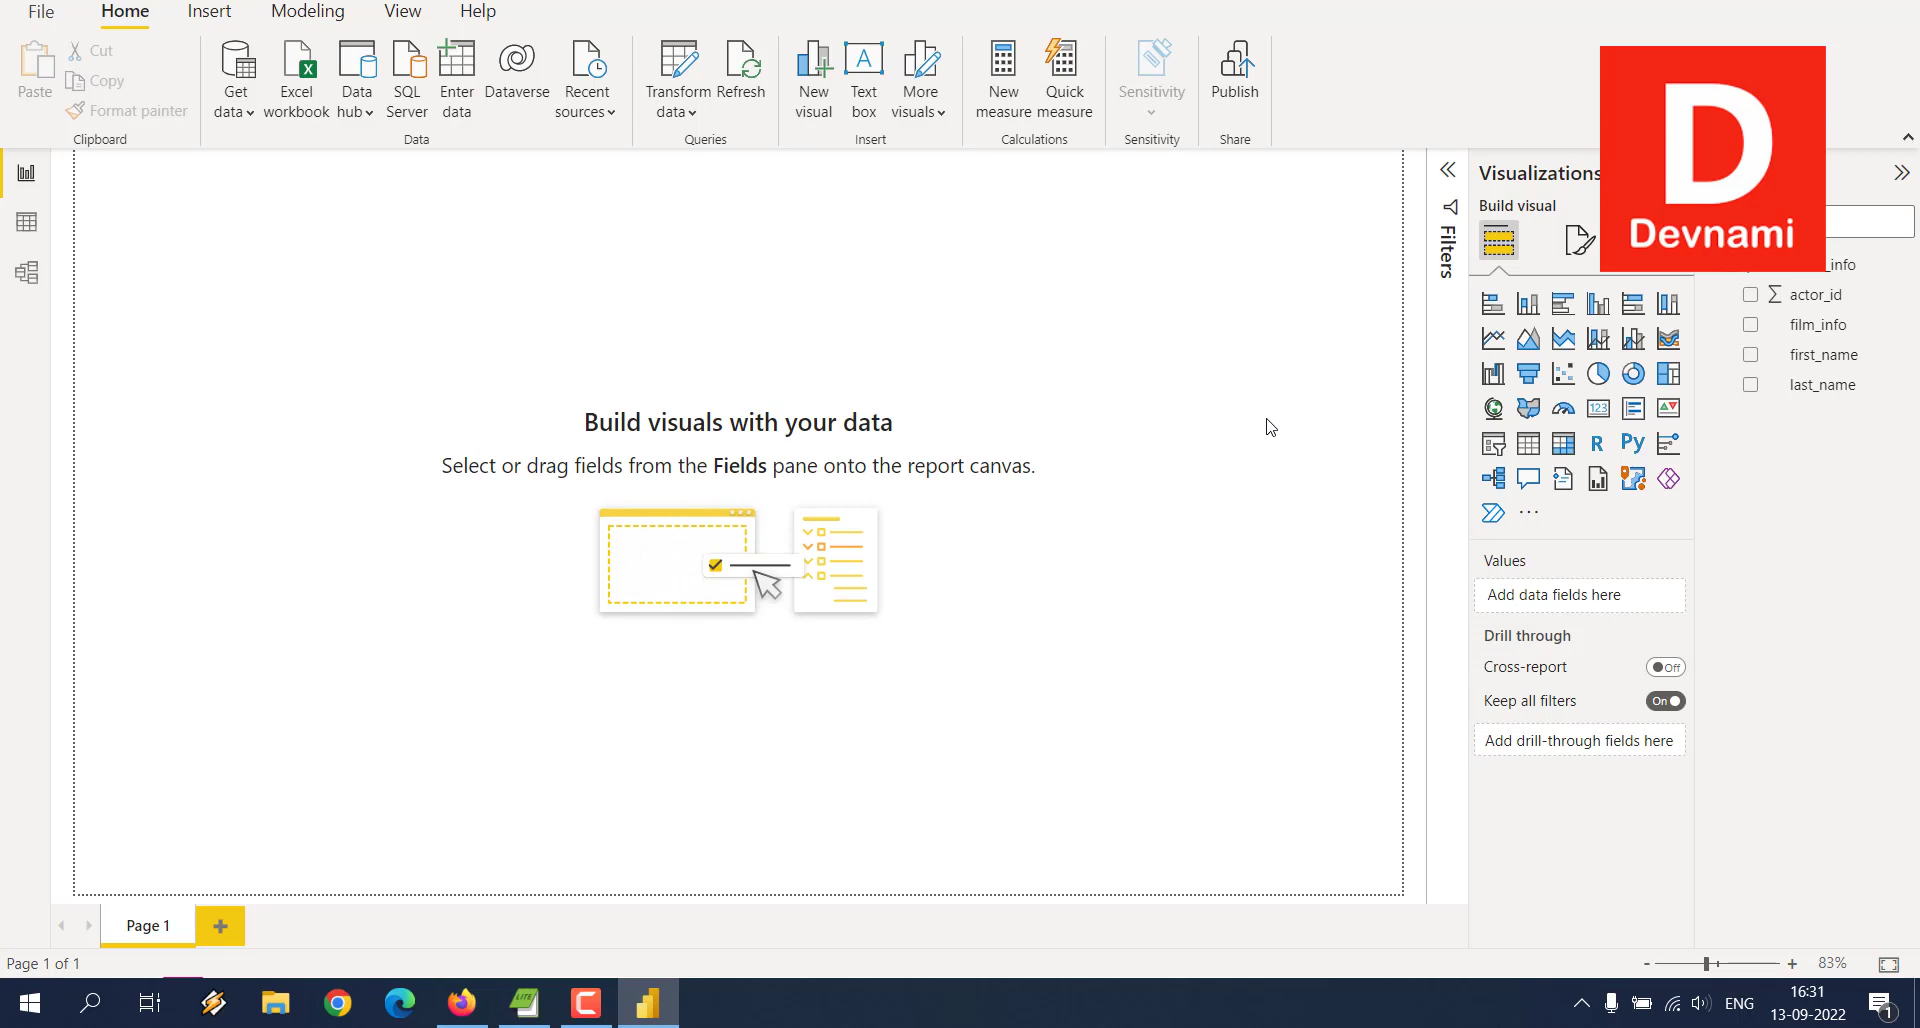 File Home Insert Modeling View Help
Paste
Cut
Copy
Format painter
Clipboard
Get data
Excel workbook
Data hub
SQL Server
Enter data
Dataverse
Recent sources
Data
Transform data
Refresh
Queries
New visual
Text box
More visuals
Insert
New measure
Quick measure
Calculations
Sensitivity
Sensitivity
Publish
Share
D
Devnami
Filters
Visualizations
Build visual
123
R
Py
Values
Add data fields here
Drill through
Cross-report
Off
Keep all filters
On
Add drill-through fields here
_info
actor_id
film_info
first_name
last_name
Build visuals with your data
Select or drag fields from the Fields pane onto the report canvas.
Page 1
Page 1 of 1
83%
LITE
ENG
16:31
13-09-2022
1